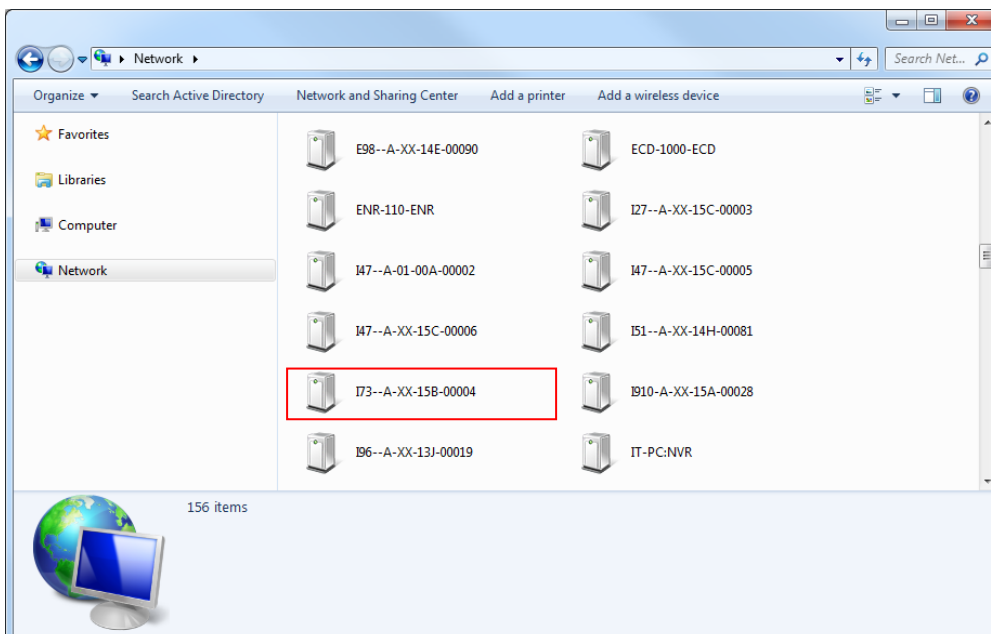 Network
Search Net...
Organize
Search Active Directory
Network and Sharing Center
Add a printer
Add a wireless device
Favorites
Libraries
Computer
Network
E98--A-XX-14E-00090
ECD-1000-ECD
ENR-110-ENR
I27--A-XX-15C-00003
I47--A-01-00A-00002
I47--A-XX-15C-00005
I47--A-XX-15C-00006
I51--A-XX-14H-00081
I73--A-XX-15B-00004
I910-A-XX-15A-00028
I96--A-XX-13J-00019
IT-PC:NVR
156 items